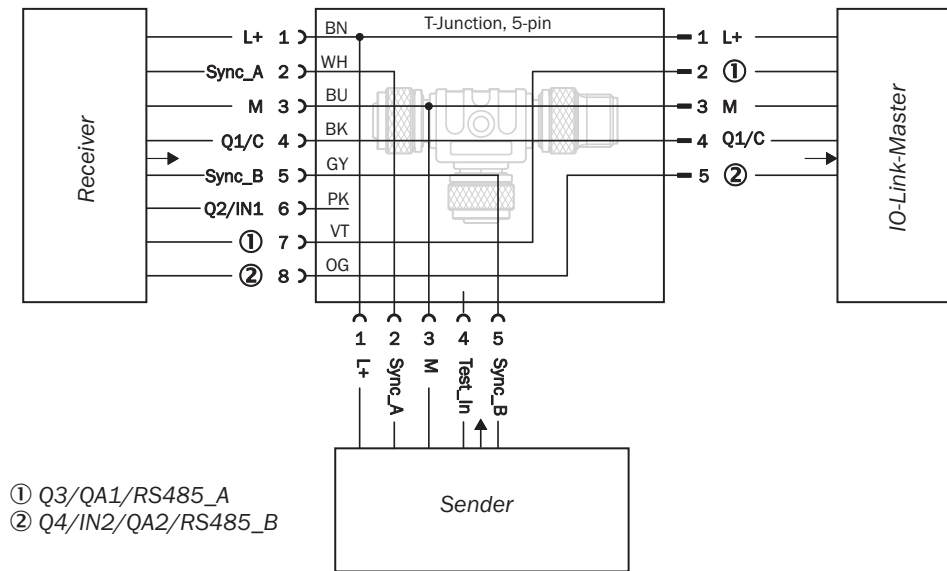 T-Junction, 5-pin
Receiver
L+ 1 BN 1 L+
Sync_A 2 WH 2 ①
M 3 BU 3 M
Q1/C 4 BK 4 Q1/C
Sync_B 5 GY 5 ②
Q2/IN1 6 PK
① 7 VT
② 8 OG
IO-Link-Master
1 2 3 4 5
L+
Sync_A
M
Test_In
Sync_B
Sender
① Q3/QA1/RS485_A
② Q4/IN2/QA2/RS485_B